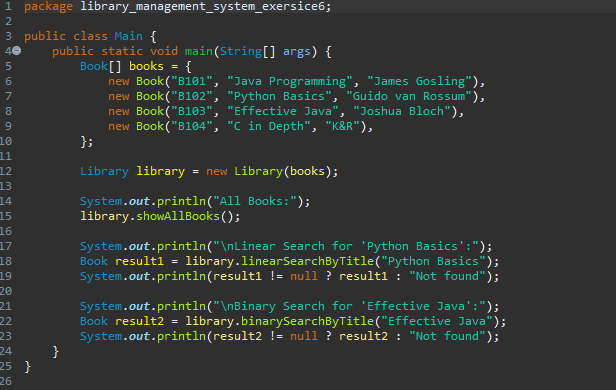 1 package library_management_system_exersice6;
2
3 public class Main {
4     public static void main(String[] args) {
5         Book[] books = {
6             new Book("B101", "Java Programming", "James Gosling"),
7             new Book("B102", "Python Basics", "Guido van Rossum"),
8             new Book("B103", "Effective Java", "Joshua Bloch"),
9             new Book("B104", "C in Depth", "K&R"),
10         };
11
12         Library library = new Library(books);
13
14         System.out.println("All Books:");
15         library.showAllBooks();
16
17         System.out.println("\nLinear Search for 'Python Basics':");
18         Book result1 = library.linearSearchByTitle("Python Basics");
19         System.out.println(result1 != null ? result1 : "Not found");
20
21         System.out.println("\nBinary Search for 'Effective Java':");
22         Book result2 = library.binarySearchByTitle("Effective Java");
23         System.out.println(result2 != null ? result2 : "Not found");
24     }
25 }
26